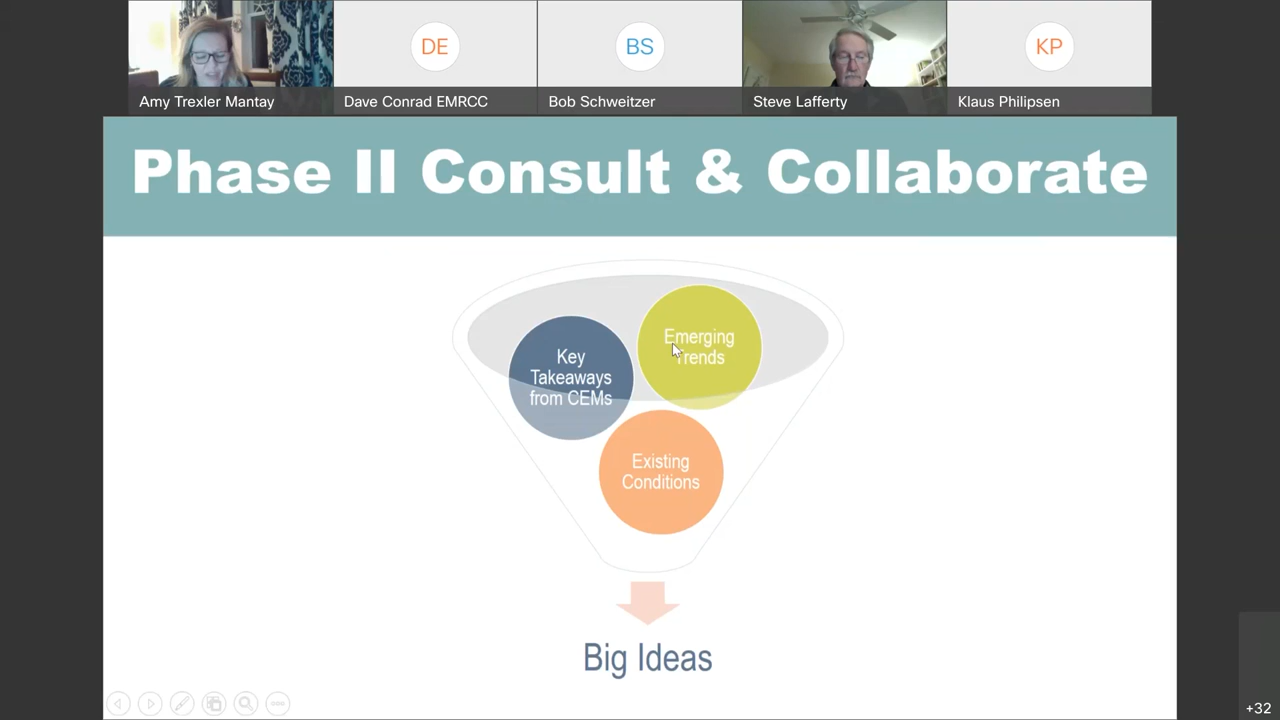 DE
BS
KP
Amy Trexler Mantay
Dave Conrad EMRCC
Bob Schweitzer
Steve Lafferty
Klaus Philipsen
Phase II Consult & Collaborate
Emerging
Trends
Key
Takeaways
from CEMs
Existing
Conditions
Big Ideas
+32